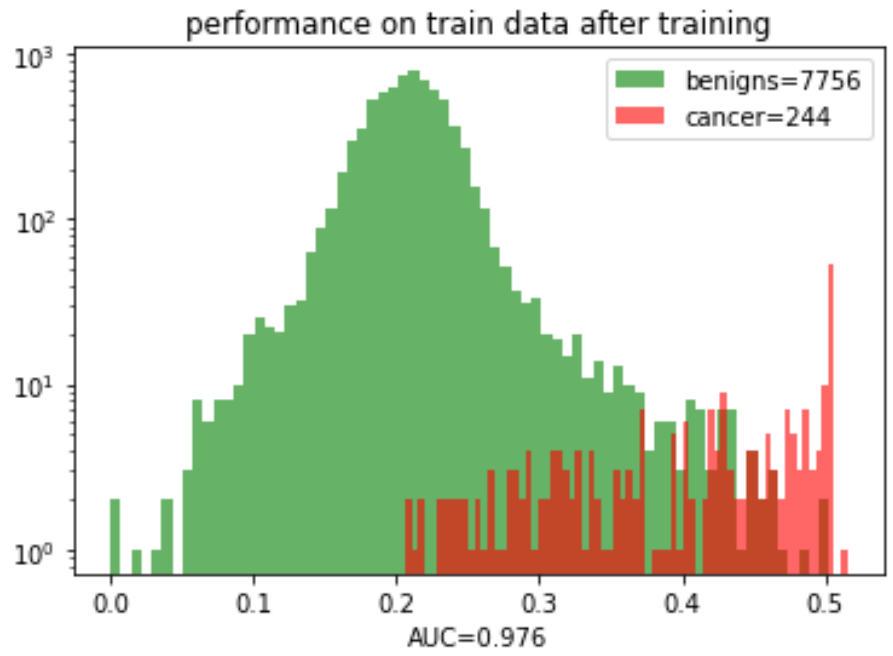 performance on train data after training
benigns=7756
cancer=244
10³
10²
10¹
10⁰
0.0 0.1 0.2 0.3 0.4 0.5
AUC=0.976